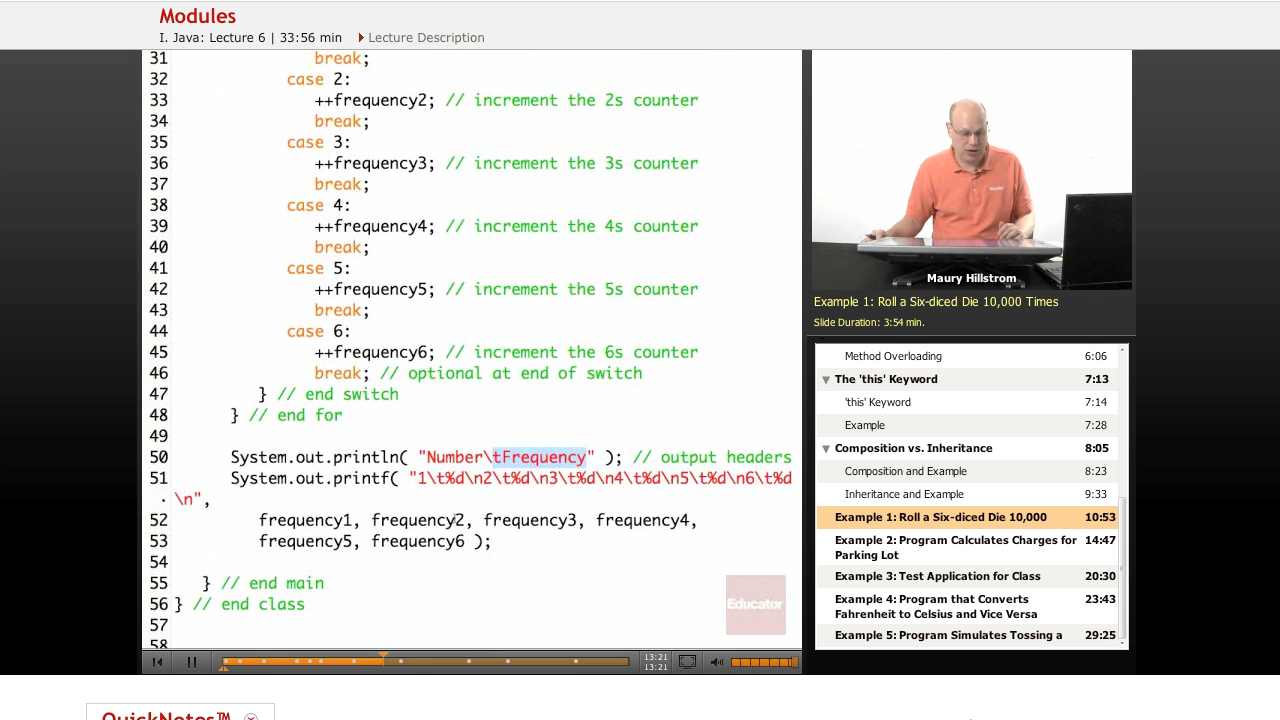 Modules
I. Java: Lecture 6 | 33:56 min Lecture Description
31 break;
32 case 2:
33 ++frequency2; // increment the 2s counter
34 break;
35 case 3:
36 ++frequency3; // increment the 3s counter
37 break;
38 case 4:
39 ++frequency4; // increment the 4s counter
40 break;
41 case 5:
42 ++frequency5; // increment the 5s counter
43 break;
44 case 6:
45 ++frequency6; // increment the 6s counter
46 break; // optional at end of switch
47 } // end switch
48 } // end for
49
50 System.out.println( "Number\tFrequency" ); // output headers
51 System.out.printf( "1\t%d\n2\t%d\n3\t%d\n4\t%d\n5\t%d\n6\t%d
· \n",
52 frequency1, frequency2, frequency3, frequency4,
53 frequency5, frequency6 );
54
55 } // end main
56 } // end class
57
58
Educator
13:21
13:21
Maury Hillstrom
Example 1: Roll a Six-diced Die 10,000 Times
Slide Duration: 3:54 min.
Method Overloading 6:06
The 'this' Keyword 7:13
'this' Keyword 7:14
Example 7:28
Composition vs. Inheritance 8:05
Composition and Example 8:23
Inheritance and Example 9:33
Example 1: Roll a Six-diced Die 10,000 10:53
Example 2: Program Calculates Charges for 14:47
Parking Lot
Example 3: Test Application for Class 20:30
Example 4: Program that Converts 23:43
Fahrenheit to Celsius and Vice Versa
Example 5: Program Simulates Tossing a 29:25
QuickNotes™